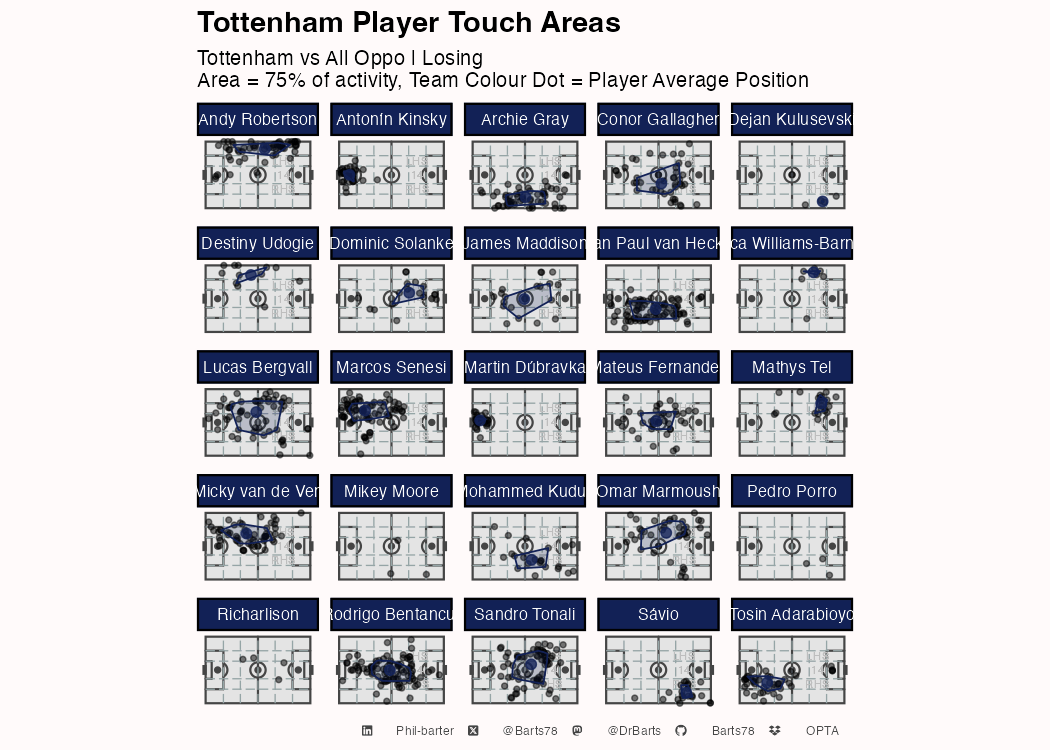 Tottenham Player Touch Areas
Tottenham vs All Oppo | Losing
Area = 75% of activity, Team Colour Dot = Player Average Position
Andy Robertson Antonín Kinsky Archie Gray Conor Gallagher Dejan Kulusevsk
Destiny Udogie Dominic Solanke James Maddison an Paul van Heck ca Williams-Barn
Lucas Bergvall Marcos Senesi Martin Dúbravka Mateus Fernande Mathys Tel
Micky van de Ven Mikey Moore Mohammed Kudu Omar Marmoush Pedro Porro
Richarlison Rodrigo Bentancu Sandro Tonali Sávio Tosin Adarabioyo
Phil-barter @Barts78 @DrBarts Barts78 OPTA